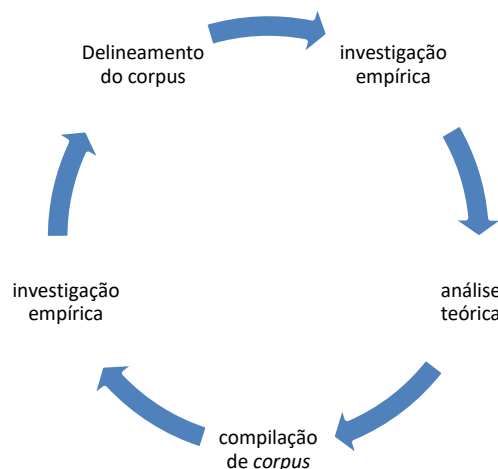 Delineamento
do corpus
investigação
empírica
análise
teórica
compilação
de corpus
investigação
empírica